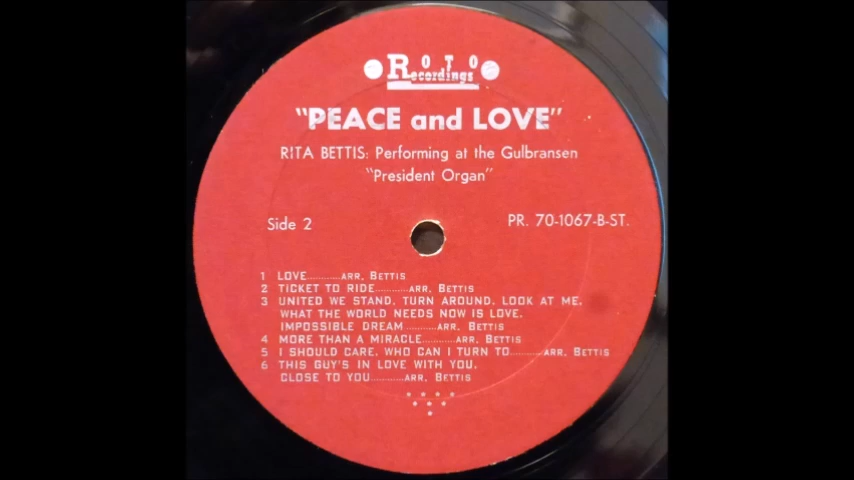 ROTO
Recordings
"PEACE and LOVE"
RITA BETTIS: Performing at the Gulbransen
"President Organ"
Side 2
PR. 70-1067-B-ST.
1 LOVE............ARR. BETTIS
2 TICKET TO RIDE............ARR. BETTIS
3 UNITED WE STAND. TURN AROUND. LOOK AT ME.
WHAT THE WORLD NEEDS NOW IS LOVE.
IMPOSSIBLE DREAM...........ARR. BETTIS
4 MORE THAN A MIRACLE............ARR. BETTIS
5 I SHOULD CARE. WHO CAN I TURN TO............ARR. BETTIS
6 THIS GUY'S IN LOVE WITH YOU.
CLOSE TO YOU............ARR. BETTIS